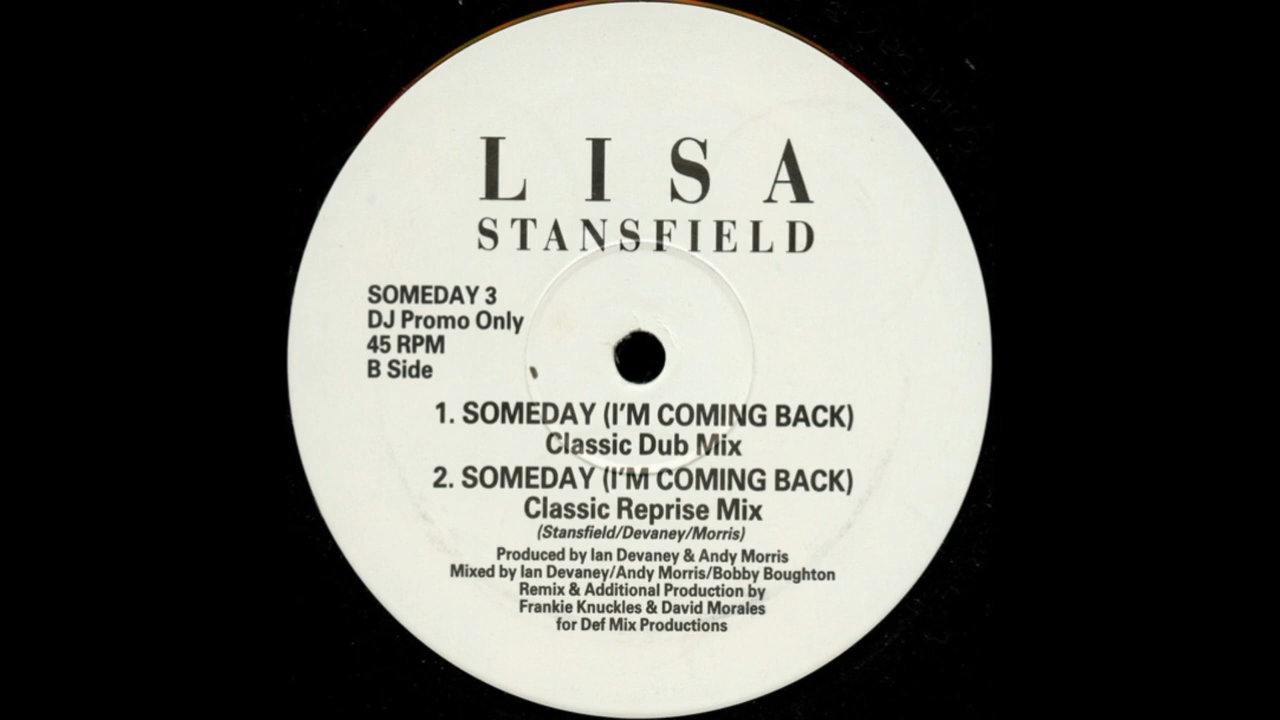 LISA
STANSFIELD
SOMEDAY 3
DJ Promo Only
45 RPM
B Side
1. SOMEDAY (I'M COMING BACK)
Classic Dub Mix
2. SOMEDAY (I'M COMING BACK)
Classic Reprise Mix
(Stansfield/Devaney/Morris)
Produced by Ian Devaney & Andy Morris
Mixed by Ian Devaney/Andy Morris/Bobby Boughton
Remix & Additional Production by
Frankie Knuckles & David Morales
for Def Mix Productions